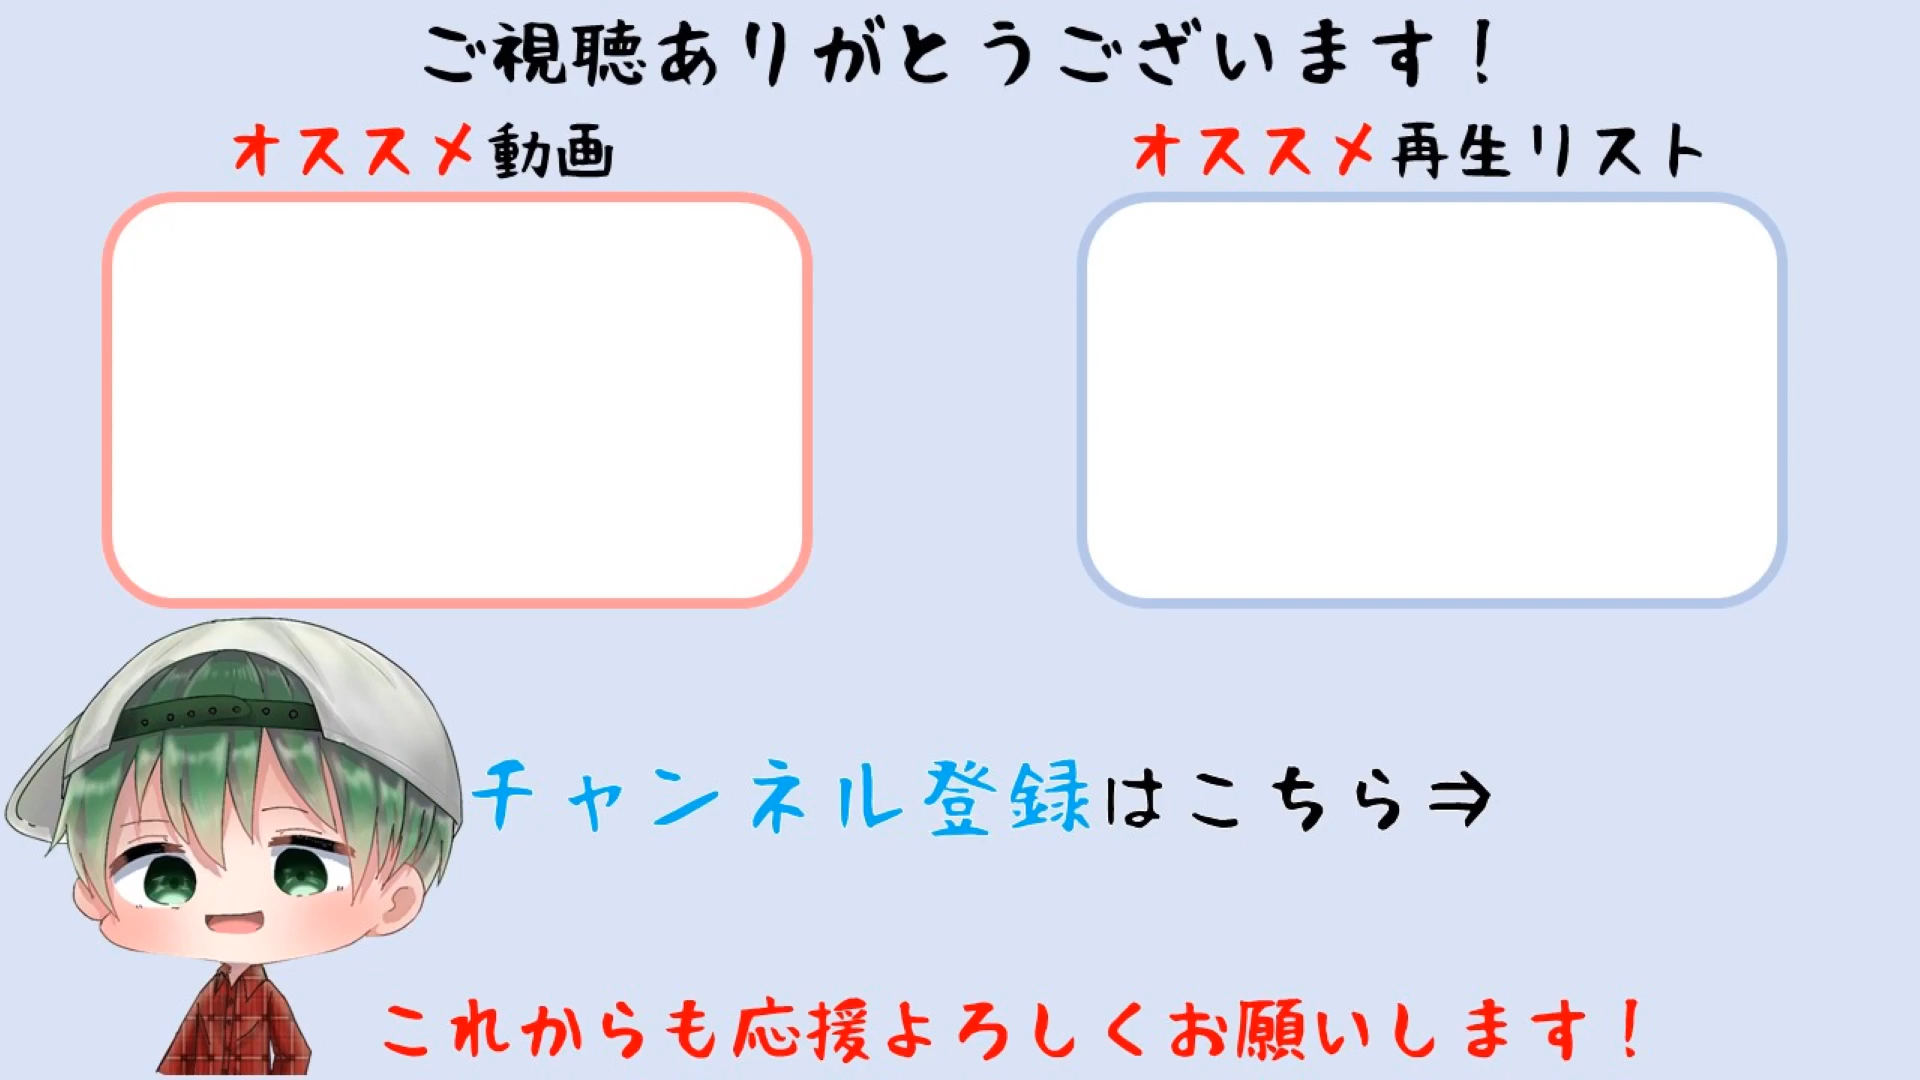 ご視聴ありがとうございます！
オススメ動画
オススメ再生リスト
チャンネル登録はこちら⇒
これからも応援よろしくお願いします！